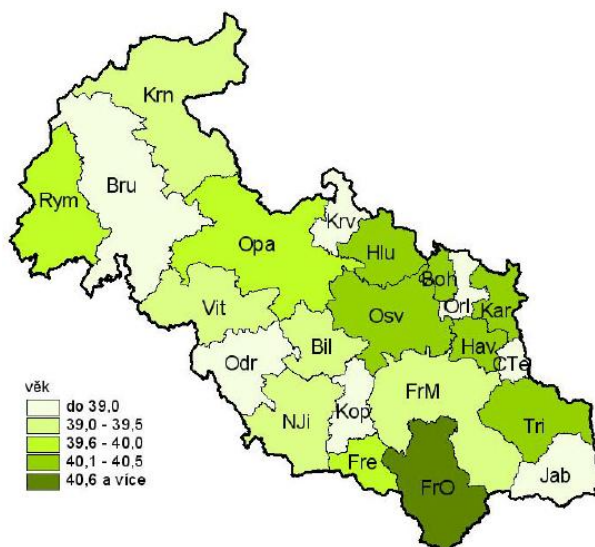 Krn
Rym
Bru
Krv
Opa
Hlu
Boh
Orl
Kar
Vit
Osv
Hav
Odr
Bil
CTe
NJi
Kop
FrM
Tri
Fre
FrO
Jab
věk
do 39,0
39,0 - 39,5
39,6 - 40,0
40,1 - 40,5
40,6 a více